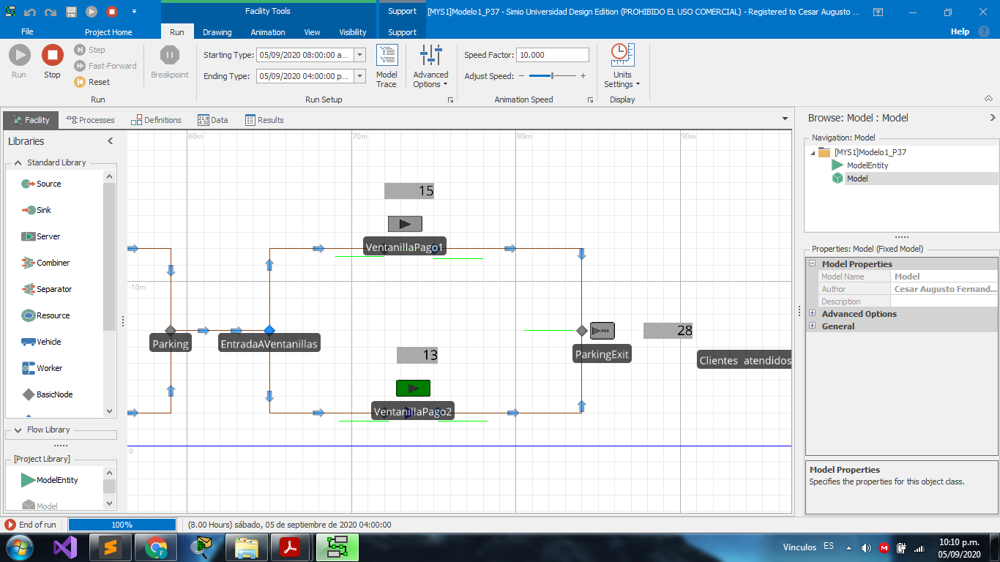 Facility Tools
Support
[MYS1]Modelo1_P37 - Simio Universidad Design Edition (PROHIBIDO EL USO COMERCIAL) - Registered to Cesar Augusto ...
File
Project Home
Run
Drawing
Animation
View
Visibility
Support
Help
Run
Stop
Step
Fast-Forward
Reset
Run
Breakpoint
Starting Type: 05/09/2020 08:00:00 a...
Ending Type: 05/09/2020 04:00:00 p...
Model
Trace
Advanced
Options
Run Setup
Speed Factor: 10.000
Adjust Speed:
Animation Speed
Units
Settings
Display
Facility
Processes
Definitions
21.9
4.32
Data
Results
Libraries
Standard Library
Source
Sink
Server
Combiner
Separator
Resource
Vehicle
Worker
BasicNode
Flow Library
[Project Library]
ModelEntity
Model
60m
70m
80m
90m
-10m
0
15
VentanillaPago1
Parking
EntradaAVentanillas
13
VentanillaPago2
28
ParkingExit
Clientes atendidos
Browse: Model : Model
Navigation: Model
[MYS1]Modelo1_P37
ModelEntity
Model
Properties: Model (Fixed Model)
Model Properties
Model Name Model
Author Cesar Augusto Fernand...
Description
Advanced Options
General
Model Properties
Specifies the properties for this object class.
End of run
100%
(8.00 Hours) sábado, 05 de septiembre de 2020 04:00:00
Vínculos
ES
10:10 p.m.
05/09/2020